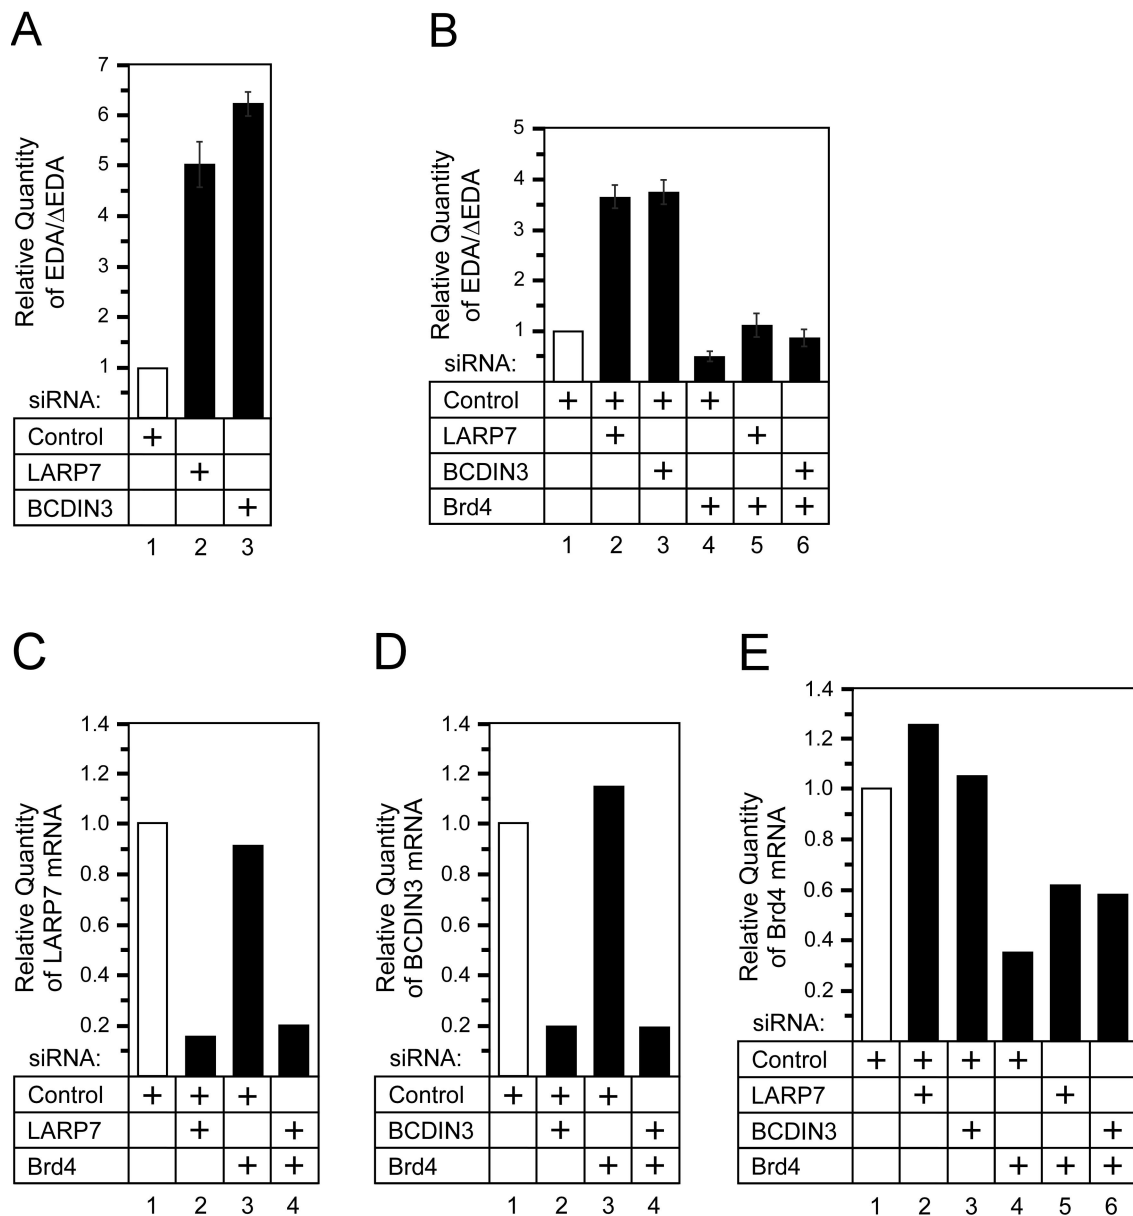 A
Relative Quantity
of EDA/ΔEDA
7
6
5
4
3
2
1
siRNA:
Control + 
LARP7 +
BCDIN3 +
1 2 3
B
Relative Quantity
of EDA/ΔEDA
5
4
3
2
1
siRNA:
Control + + + +
LARP7 + +
BCDIN3 + +
Brd4 + + +
1 2 3 4 5 6
C
Relative Quantity
of LARP7 mRNA
1.4
1.2
1.0
0.8
0.6
0.4
0.2
siRNA:
Control + + +
LARP7 + +
Brd4 + +
1 2 3 4
D
Relative Quantity
of BCDIN3 mRNA
1.4
1.2
1.0
0.8
0.6
0.4
0.2
siRNA:
Control + + +
BCDIN3 + +
Brd4 + +
1 2 3 4
E
Relative Quantity
of Brd4 mRNA
1.4
1.2
1.0
0.8
0.6
0.4
0.2
siRNA:
Control + + + +
LARP7 + +
BCDIN3 + +
Brd4 + + +
1 2 3 4 5 6